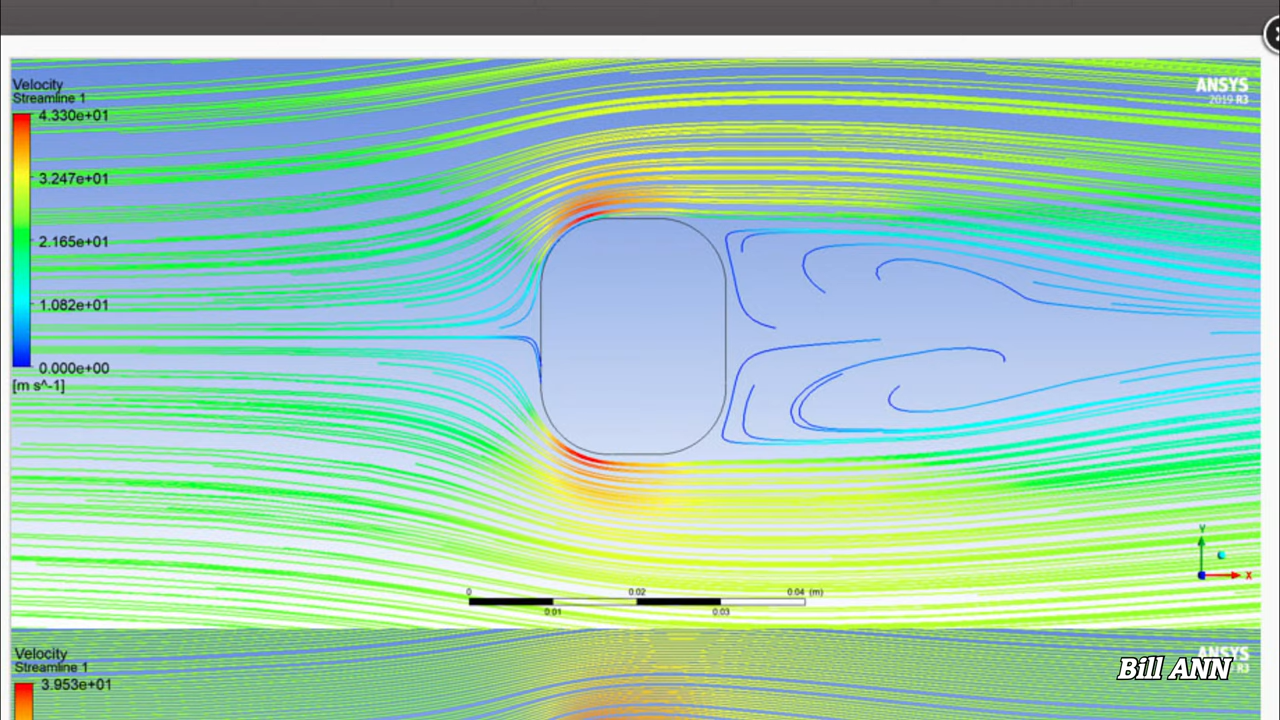 Velocity
Streamline 1
4.330e+01
3.247e+01
2.165e+01
1.082e+01
0.000e+00
[m s^-1]
ANSYS
2019 R3
Y
X
0 0.02 0.04 (m)
0.01 0.03
Velocity
Streamline 1
3.953e+01
ANSYS
R3
Bill ANN